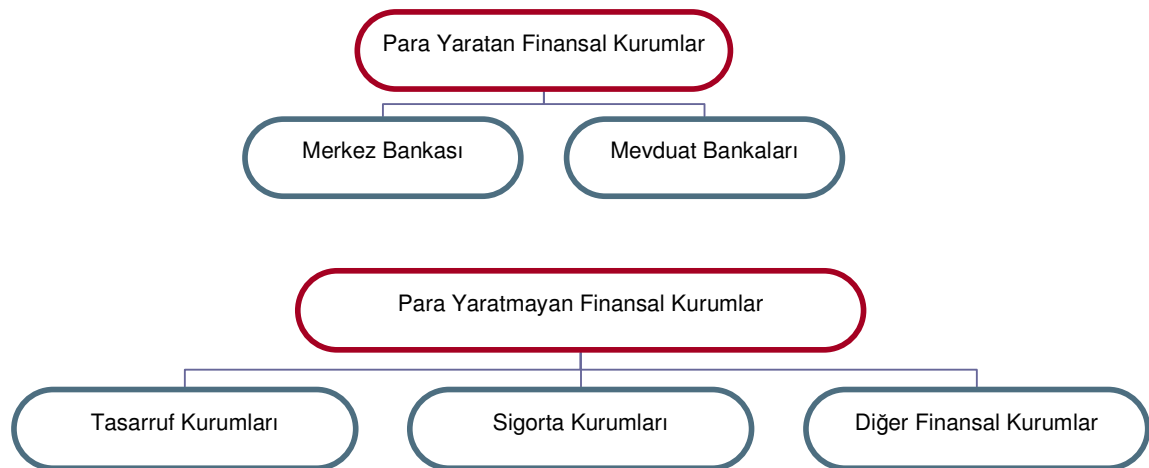 Para Yaratan Finansal Kurumlar
Merkez Bankası
Mevduat Bankaları
Para Yaratmayan Finansal Kurumlar
Tasarruf Kurumları
Sigorta Kurumları
Diğer Finansal Kurumlar